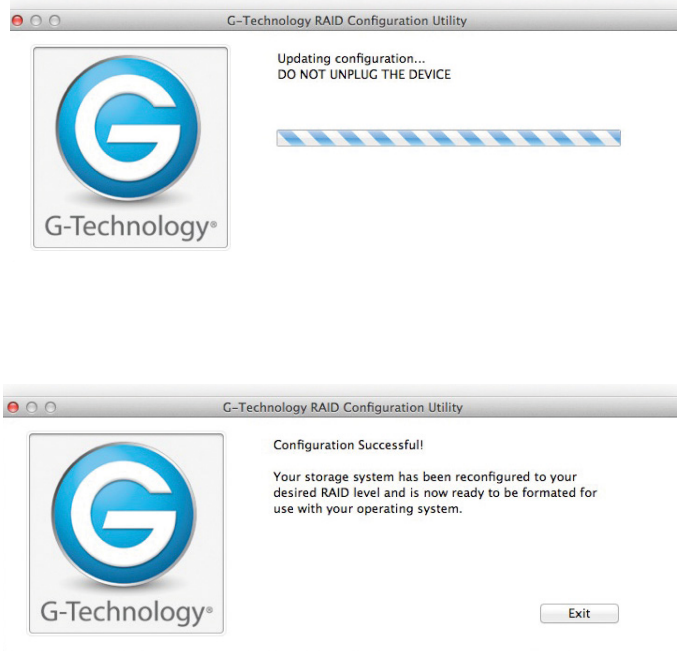 G-Technology RAID Configuration Utility
Updating configuration...
DO NOT UNPLUG THE DEVICE
G
G-Technology®
G-Technology RAID Configuration Utility
Configuration Successful!
Your storage system has been reconfigured to your
desired RAID level and is now ready to be formated for
use with your operating system.
G
G-Technology®
Exit